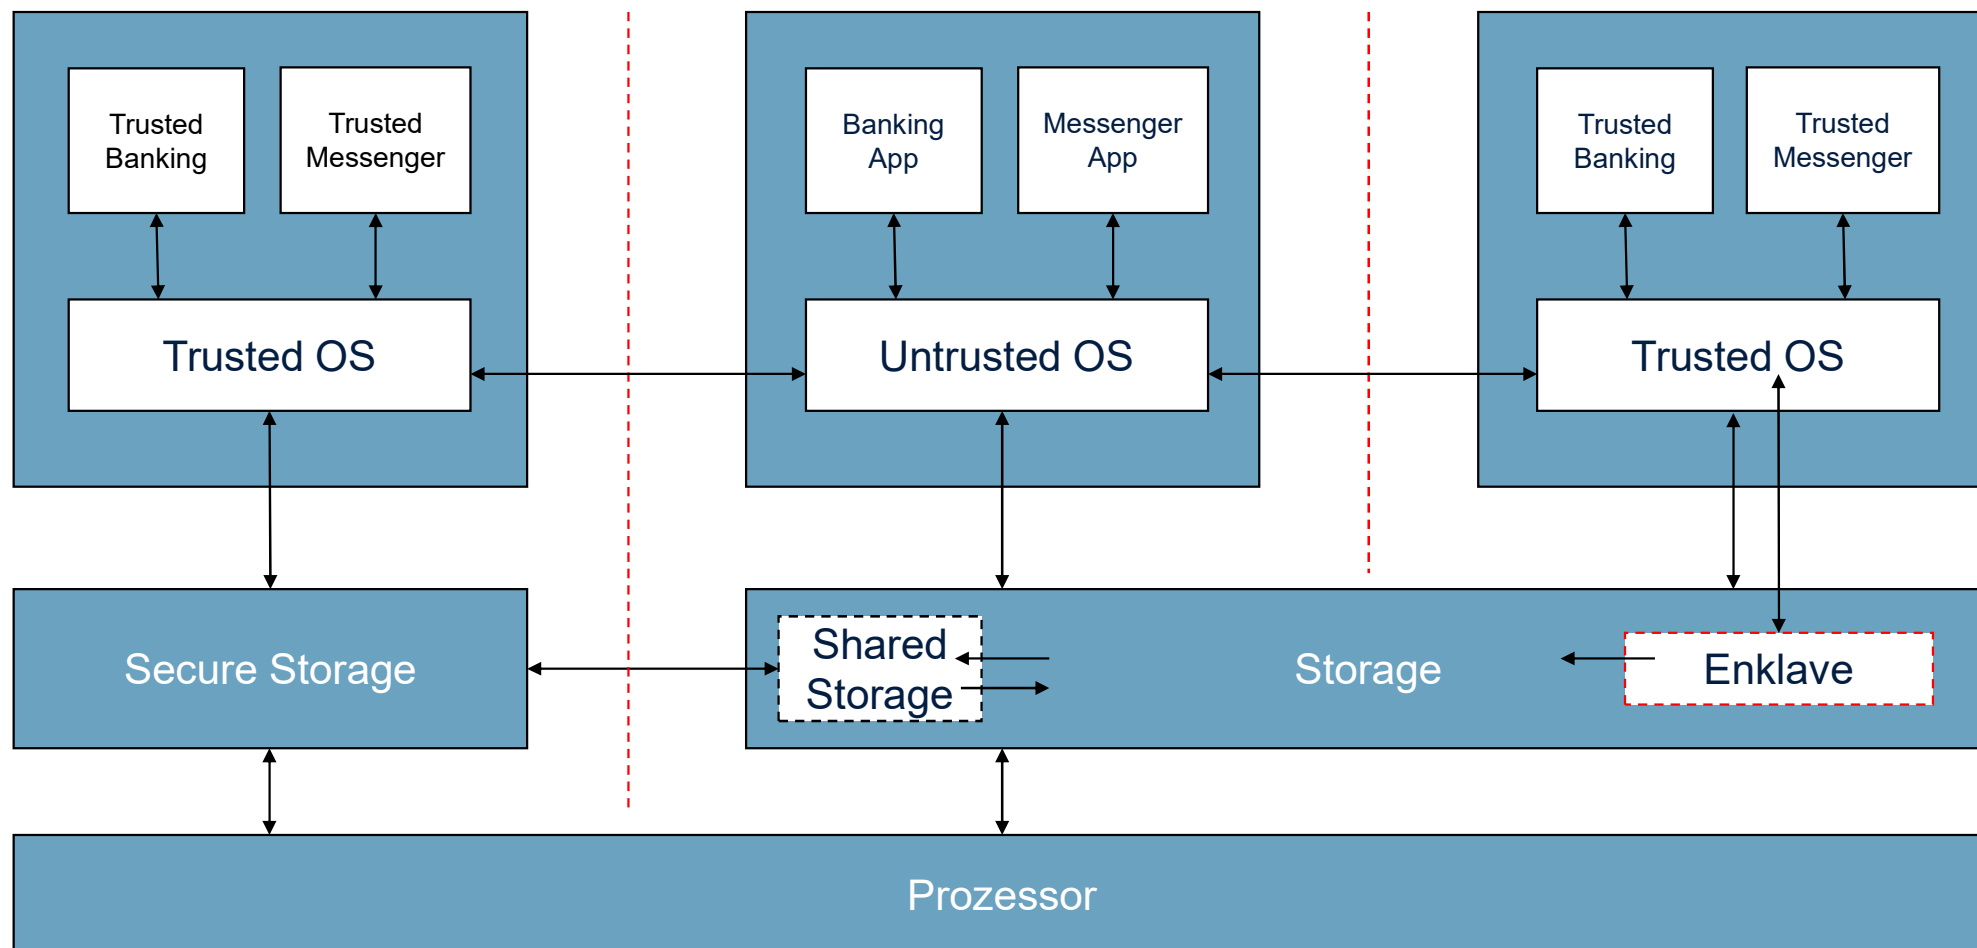 Trusted
Banking
Trusted
Messenger
Banking
App
Messenger
App
Trusted
Banking
Trusted
Messenger
Trusted OS
Untrusted OS
Trusted OS
Secure Storage
Shared
Storage
Storage
Enklave
Prozessor